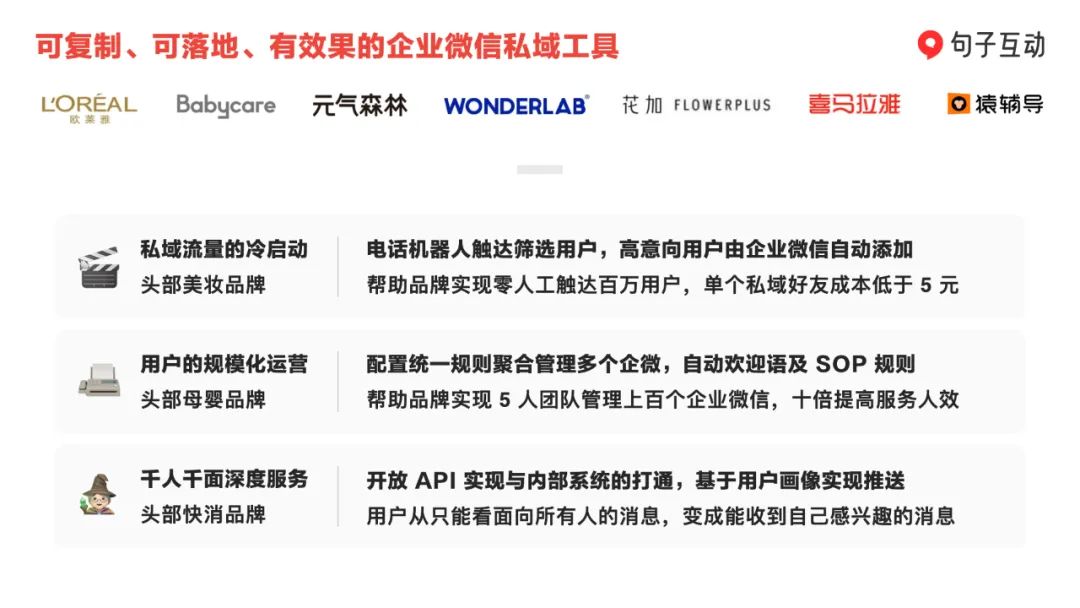 可复制、可落地、有效果的企业微信私域工具
句子互动
L'ORÉAL
欧莱雅
Babycare
元气森林
WONDERLAB®
花加 FLOWERPLUS
喜马拉雅
猿辅导
私域流量的冷启动
头部美妆品牌
电话机器人触达筛选用户，高意向用户由企业微信自动添加
帮助品牌实现零人工触达百万用户，单个私域好友成本低于 5 元
用户的规模化运营
头部母婴品牌
配置统一规则聚合管理多个企微，自动欢迎语及 SOP 规则
帮助品牌实现 5 人团队管理上百个企业微信，十倍提高服务人效
千人千面深度服务
头部快消品牌
开放 API 实现与内部系统的打通，基于用户画像实现推送
用户从只能看面向所有人的消息，变成能收到自己感兴趣的消息